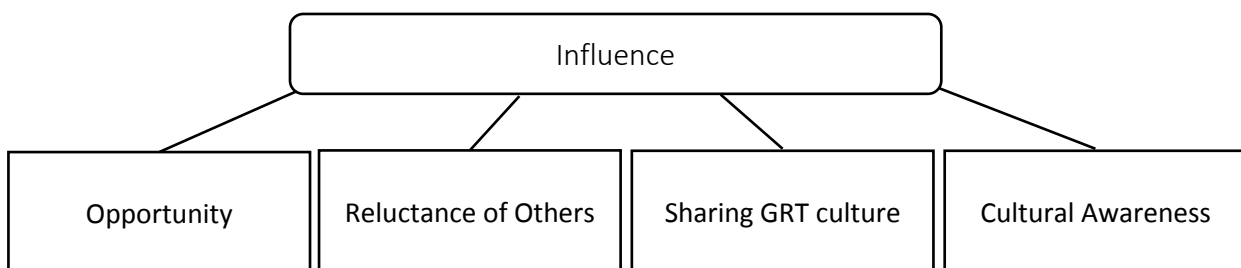 Influence
Opportunity
Reluctance of Others
Sharing GRT culture
Cultural Awareness